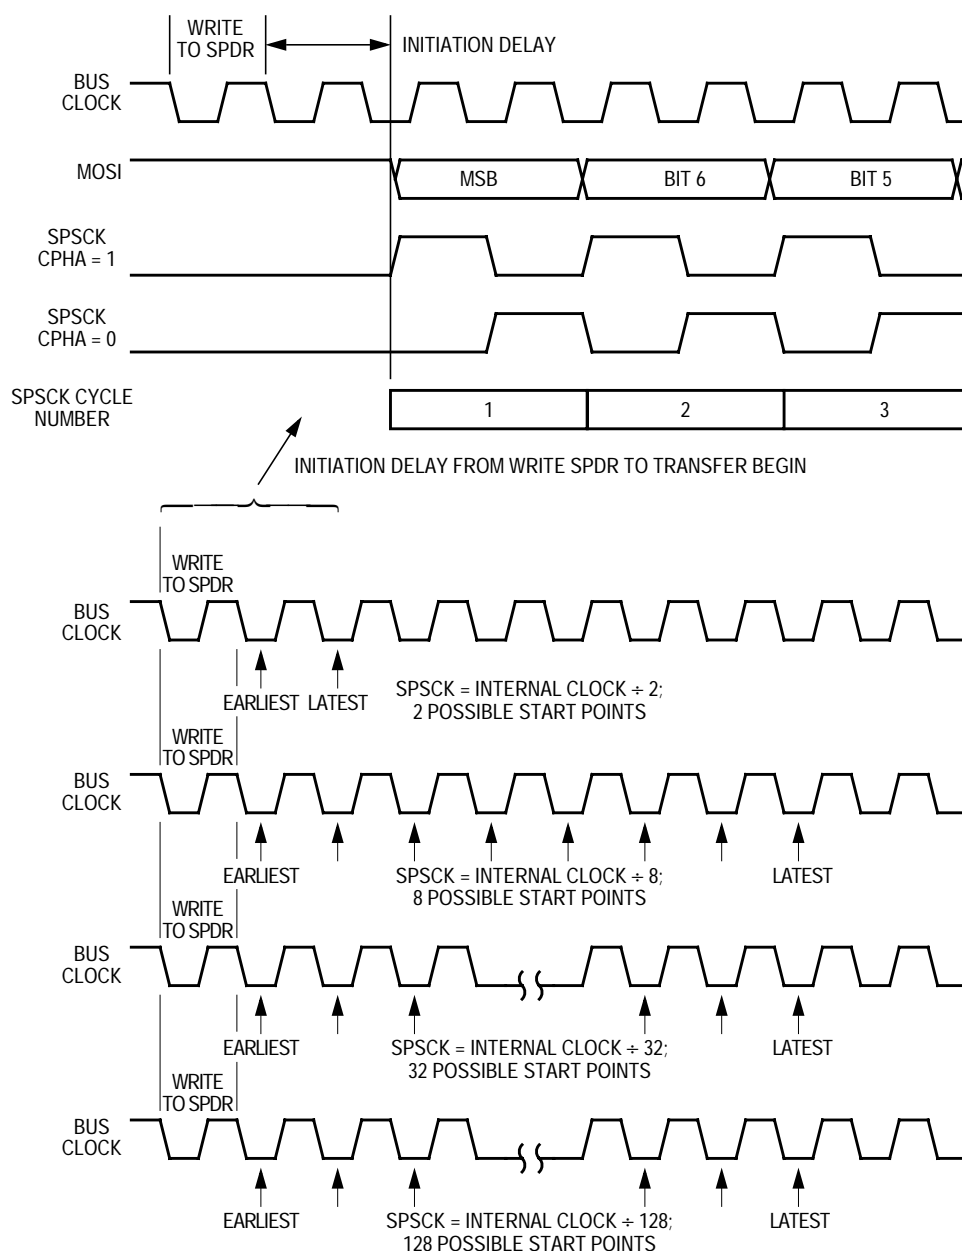 WRITE
TO SPDR
INITIATION DELAY
BUS
CLOCK
MOSI
MSB
BIT 6
BIT 5
SPSCK
CPHA = 1
SPSCK
CPHA = 0
SPSCK CYCLE
NUMBER
1
2
3
INITIATION DELAY FROM WRITE SPDR TO TRANSFER BEGIN
WRITE
TO SPDR
BUS
CLOCK
EARLIEST
LATEST
SPSCK = INTERNAL CLOCK ÷ 2;
2 POSSIBLE START POINTS
WRITE
TO SPDR
BUS
CLOCK
EARLIEST
SPSCK = INTERNAL CLOCK ÷ 8;
8 POSSIBLE START POINTS
LATEST
WRITE
TO SPDR
BUS
CLOCK
EARLIEST
SPSCK = INTERNAL CLOCK ÷ 32;
32 POSSIBLE START POINTS
LATEST
WRITE
TO SPDR
BUS
CLOCK
EARLIEST
SPSCK = INTERNAL CLOCK ÷ 128;
128 POSSIBLE START POINTS
LATEST